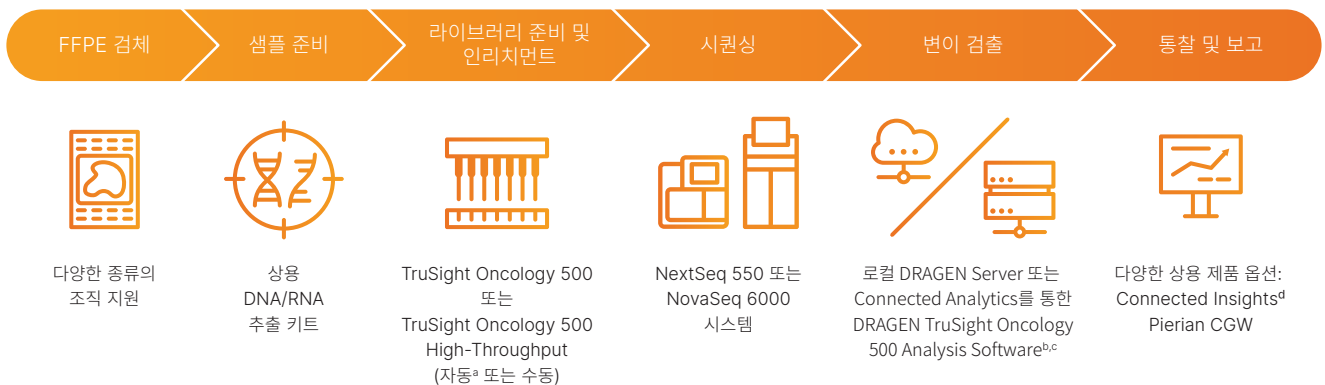 FFPE 검체
샘플 준비
라이브러리 준비 및
인리치먼트
시퀀싱
변이 검출
통찰 및 보고
다양한 종류의
조직 지원
상용
DNA/RNA
추출 키트
TruSight Oncology 500
또는
TruSight Oncology 500
High-Throughput
(자동ᵃ 또는 수동)
NextSeq 550 또는
NovaSeq 6000
시스템
로컬 DRAGEN Server 또는
Connected Analytics를 통한
DRAGEN TruSight Oncology
500 Analysis Softwareᵇ,ᶜ
다양한 상용 제품 옵션:
Connected Insightsᵈ
Pierian CGW